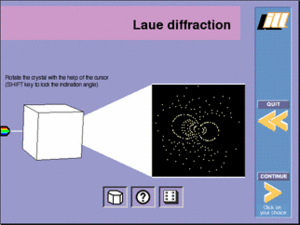 Laue diffraction
ill
Rotate the crystal with the help of the cursor
(SHIFT key to lock the inclination angle)
QUIT
CONTINUE
Click on
your choice
?